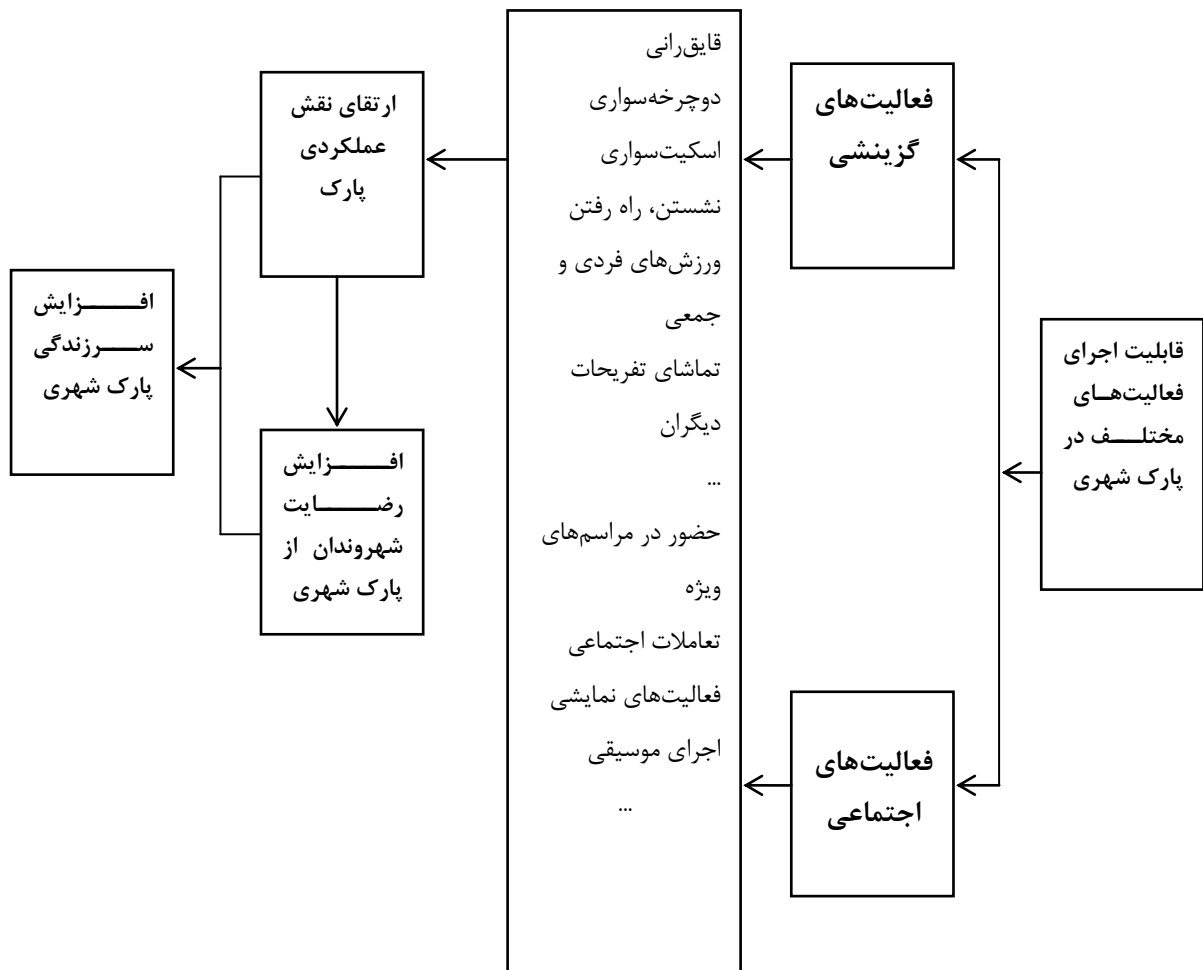 قابلیت اجرای
فعالیت‌های
مختلف در
پارک شهری
فعالیت‌های
گزینشی
فعالیت‌های
اجتماعی
قایق‌رانی
دوچرخه‌سواری
اسکیت‌سواری
نشستن، راه رفتن
ورزش‌های فردی و
جمعی
تماشای تفریحات
دیگران
...
حضور در مراسم‌های
ویژه
تعاملات اجتماعی
فعالیت‌های نمایشی
اجرای موسیقی
...
ارتقای نقش
عملکردی
پارک
افزایش
رضایت
شهروندان از
پارک شهری
افزایش
سرزندگی
پارک شهری